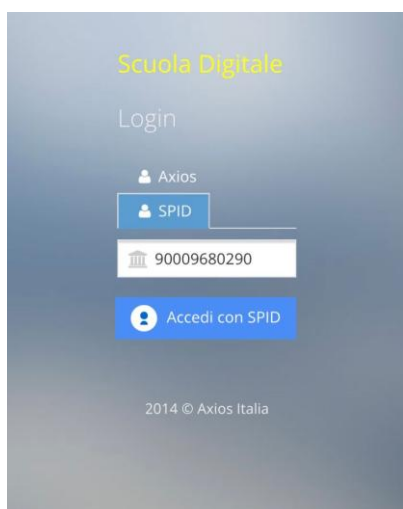 Scuola Digitale
Login
Axios
SPID
90009680290
Accedi con SPID
2014 © Axios Italia